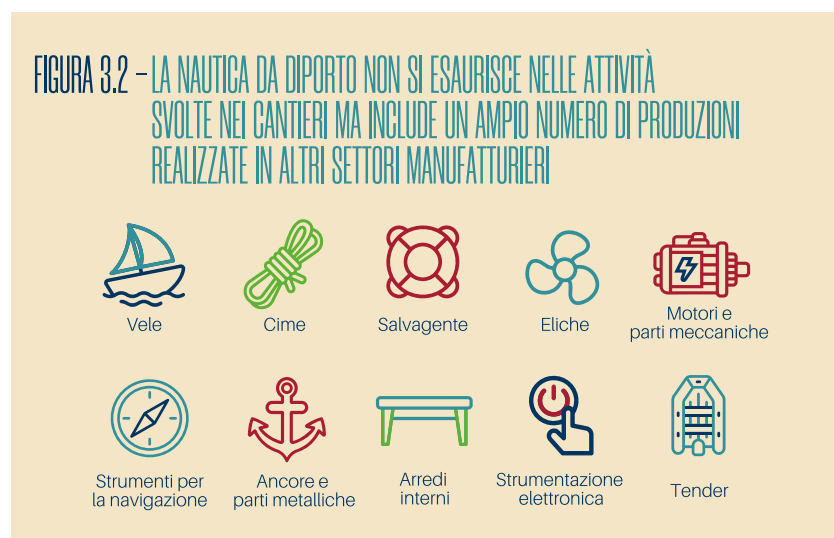 FIGURA 3.2 – LA NAUTICA DA DIPORTO NON SI ESAURISCE NELLE ATTIVITÀ
SVOLTE NEI CANTIERI MA INCLUDE UN AMPIO NUMERO DI PRODUZIONI
REALIZZATE IN ALTRI SETTORI MANUFATTURIERI
Vele
Cime
Salvagente
Eliche
Motori e
parti meccaniche
Strumenti per
la navigazione
Ancore e
parti metalliche
Arredi
interni
Strumentazione
elettronica
Tender